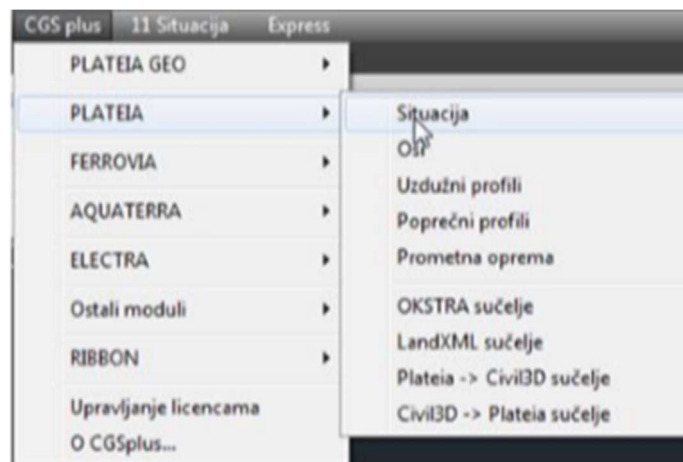 CGS plus 11 Situacija Express
PLATEIA GEO
PLATEIA
FERROVIA
AQUATERRA
ELECTRA
Ostali moduli
RIBBON
Upravljanje licencama
O CGSplus...
Situacija
Osi
Uzdužni profili
Poprečni profili
Prometna oprema
OKSTRA sučelje
LandXML sučelje
Plateia -> Civil3D sučelje
Civil3D -> Plateia sučelje